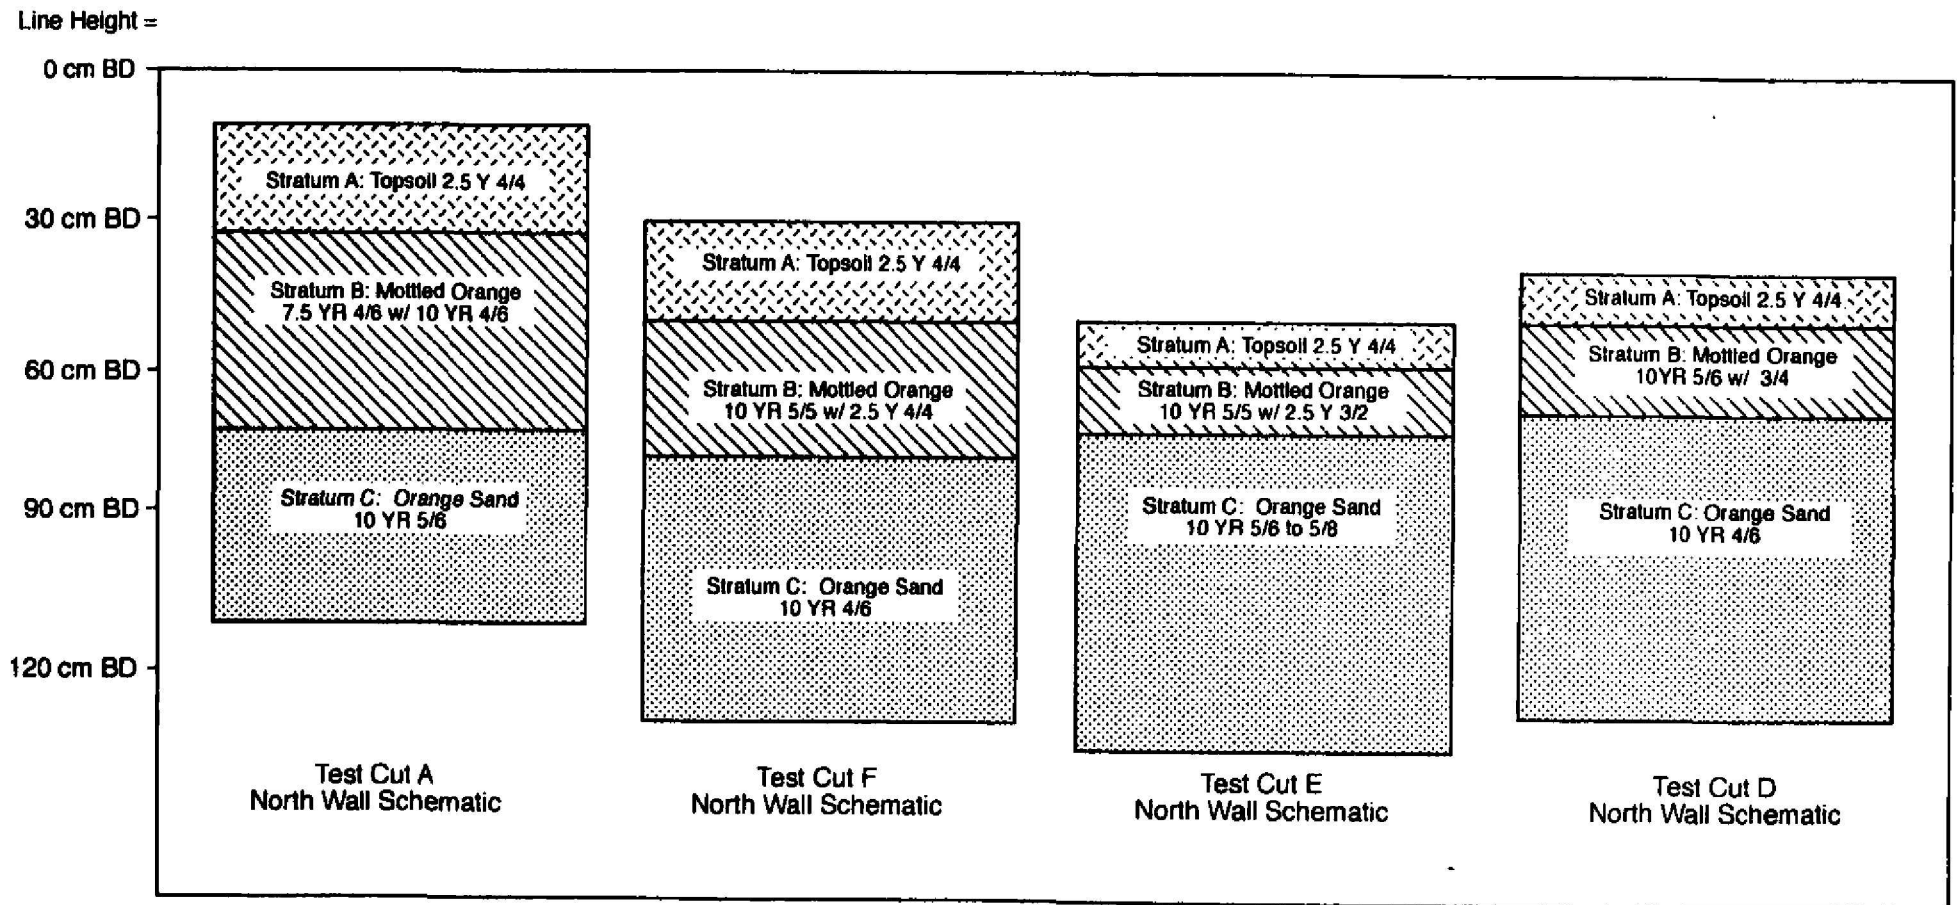 Line Height =
0 cm BD
30 cm BD
60 cm BD
90 cm BD
120 cm BD
Stratum A: Topsoil 2.5 Y 4/4
Stratum B: Mottled Orange
7.5 YR 4/6 w/ 10 YR 4/6
Stratum C: Orange Sand
10 YR 5/6
Test Cut A
North Wall Schematic
Stratum A: Topsoil 2.5 Y 4/4
Stratum B: Mottled Orange
10 YR 5/5 w/ 2.5 Y 4/4
Stratum C: Orange Sand
10 YR 4/6
Test Cut F
North Wall Schematic
Stratum A: Topsoil 2.5 Y 4/4
Stratum B: Mottled Orange
10 YR 5/5 w/ 2.5 Y 3/2
Stratum C: Orange Sand
10 YR 5/6 to 5/8
Test Cut E
North Wall Schematic
Stratum A: Topsoil 2.5 Y 4/4
Stratum B: Mottled Orange
10YR 5/6 w/ 3/4
Stratum C: Orange Sand
10 YR 4/6
Test Cut D
North Wall Schematic